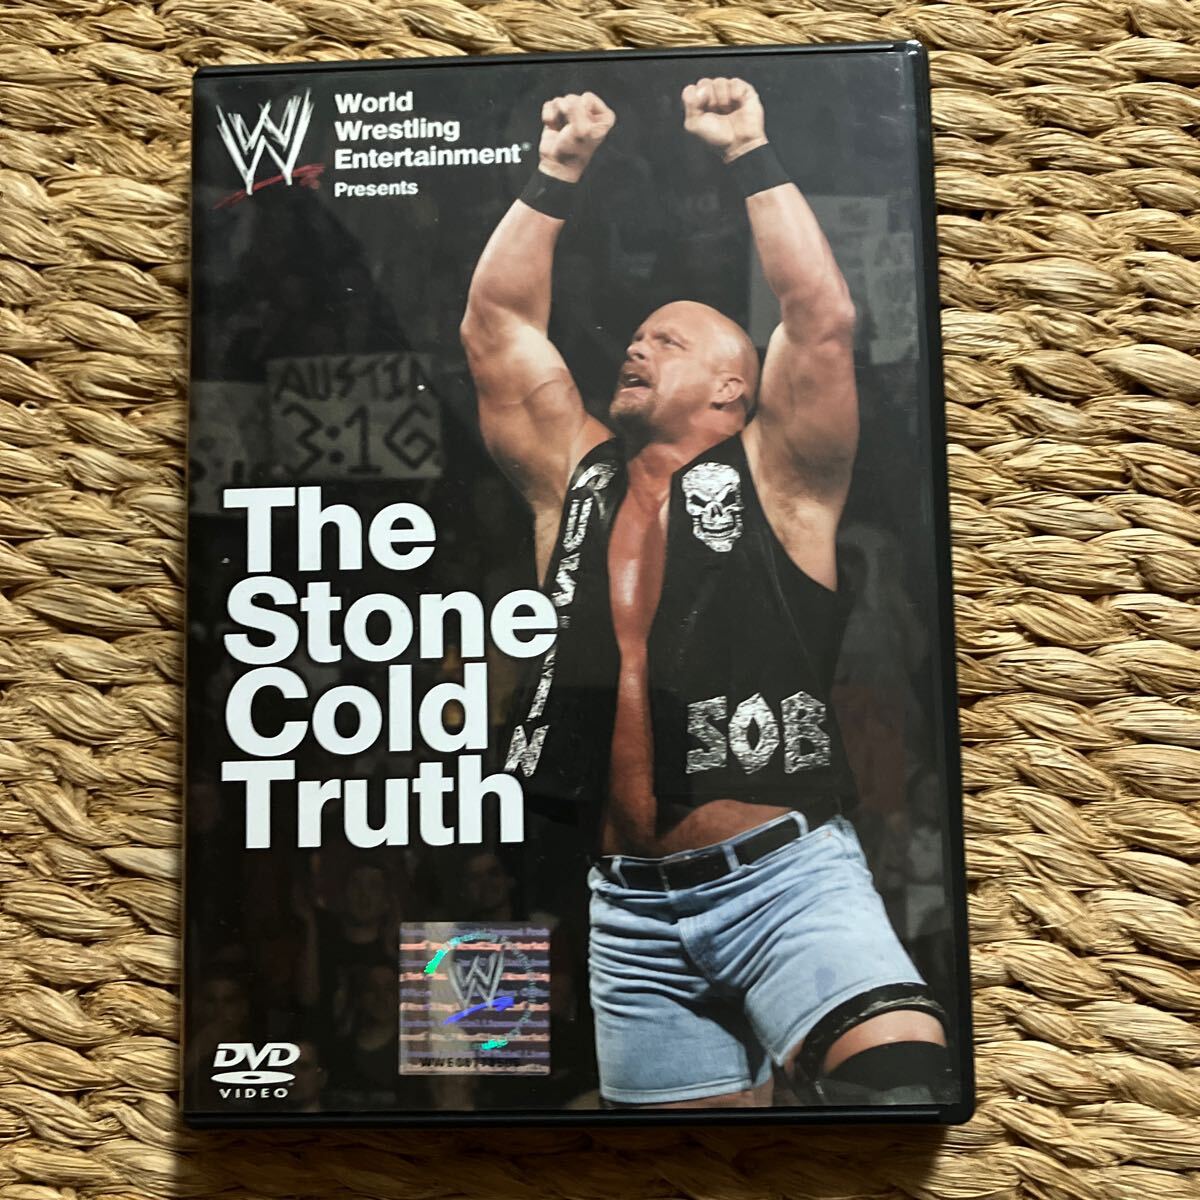 W
World
Wrestling
Entertainment®
Presents
AUSTIN
3:16
The
Stone
Cold
Truth
SOB
W
DVD
VIDEO